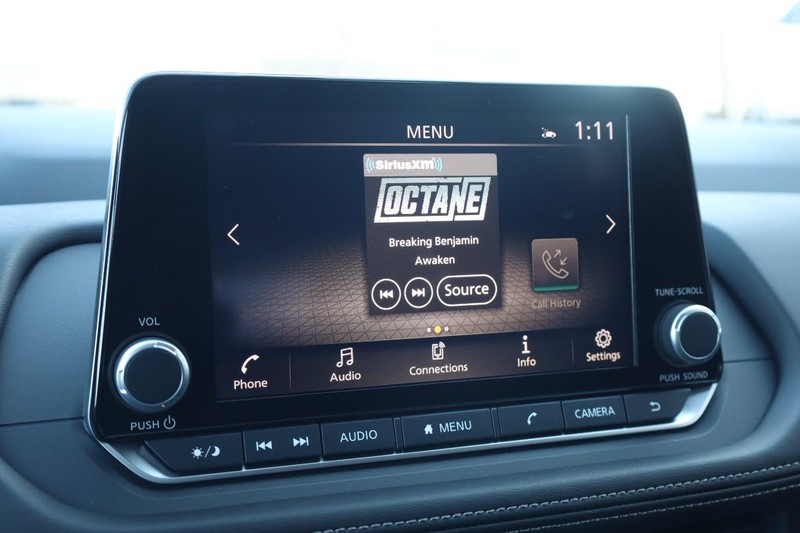 MENU
1:11
SiriusXM
OCTANE
Breaking Benjamin
Awaken
Source
Call History
Phone
Audio
Connections
Info
Settings
VOL
PUSH
TUNE·SCROLL
PUSH SOUND
AUDIO
MENU
CAMERA